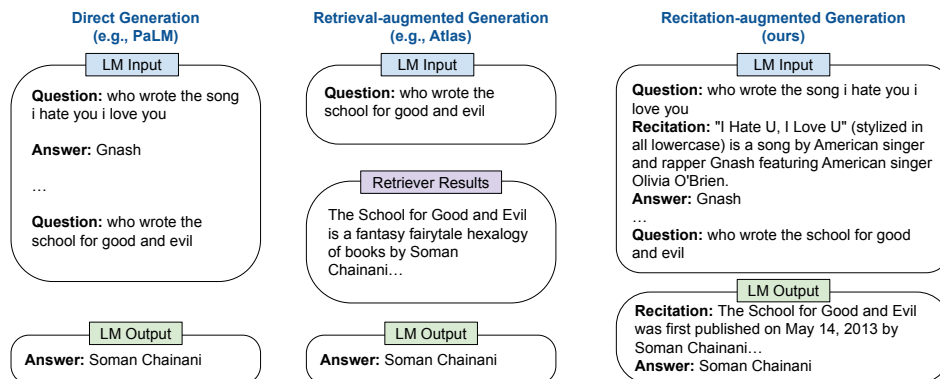 Direct Generation
(e.g., PaLM)
LM Input
Question: who wrote the song
i hate you i love you
Answer: Gnash
…
Question: who wrote the
school for good and evil
LM Output
Answer: Soman Chainani
Retrieval-augmented Generation
(e.g., Atlas)
LM Input
Question: who wrote the
school for good and evil
Retriever Results
The School for Good and Evil
is a fantasy fairytale hexalogy
of books by Soman
Chainani…
LM Output
Answer: Soman Chainani
Recitation-augmented Generation
(ours)
LM Input
Question: who wrote the song i hate you i
love you
Recitation: "I Hate U, I Love U" (stylized in
all lowercase) is a song by American singer
and rapper Gnash featuring American singer
Olivia O'Brien.
Answer: Gnash
…
Question: who wrote the school for good
and evil
LM Output
Recitation: The School for Good and Evil
was first published on May 14, 2013 by
Soman Chainani…
Answer: Soman Chainani